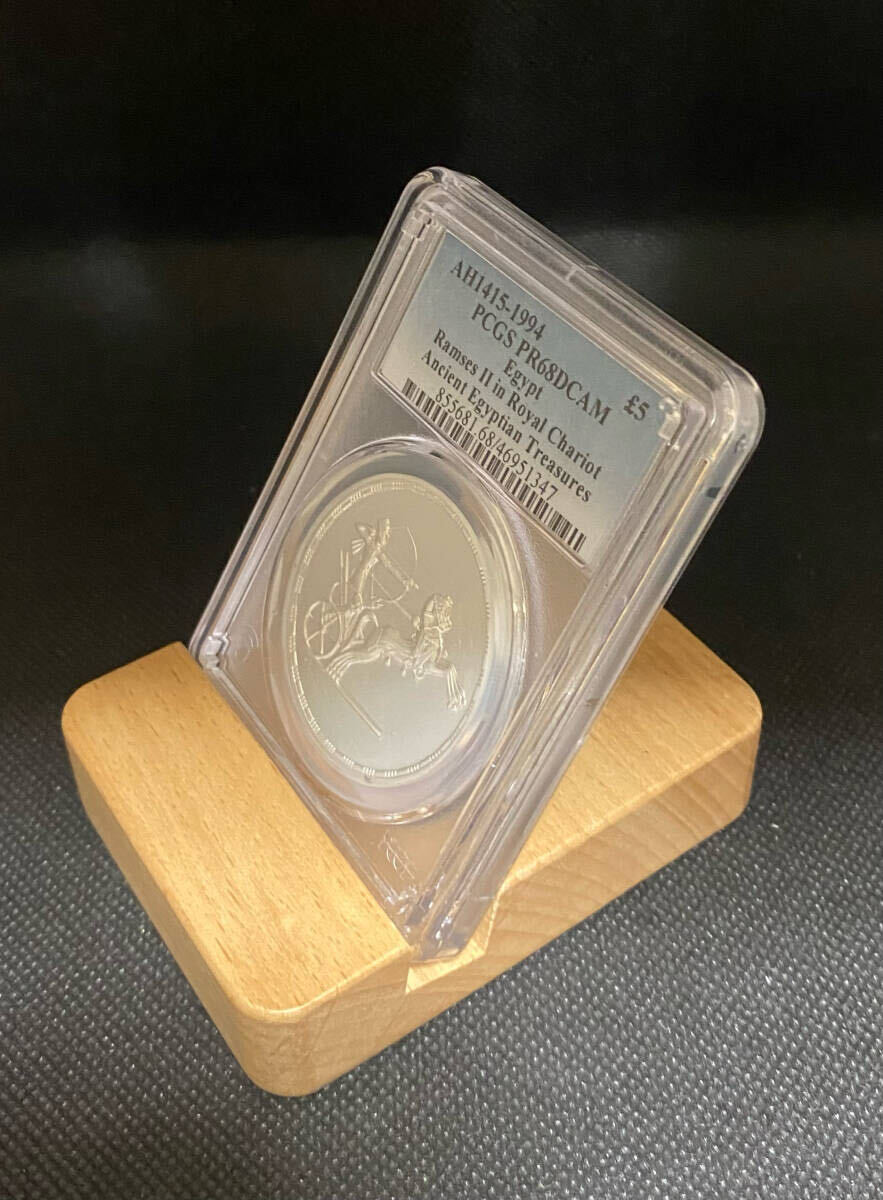 AH1415-1994
PCGS PR68DCAM £5
Egypt
Ramses II in Royal Chariot
Ancient Egyptian Treasures
855681.68/46951347